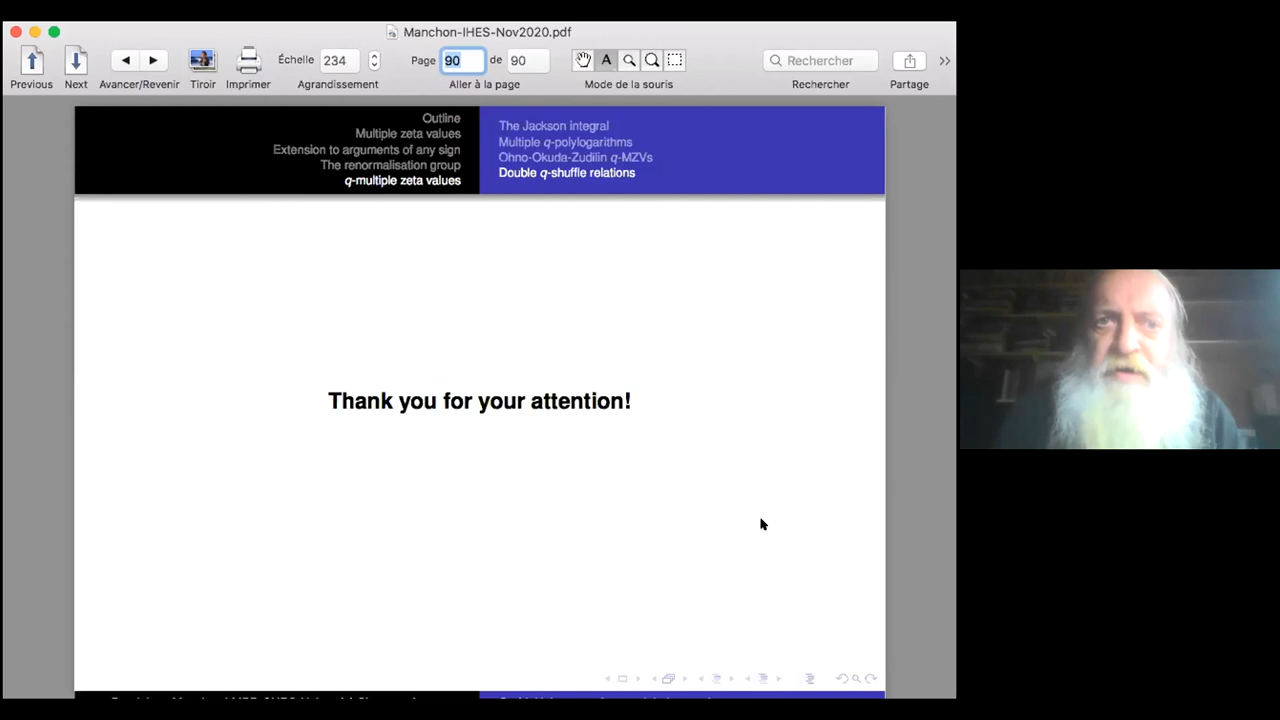 Manchon-IHES-Nov2020.pdf
Échelle 234 Page 90 de 90 Rechercher
Previous Next Avancer/Revenir Tiroir Imprimer Agrandissement Aller à la page Mode de la souris Rechercher Partage
Outline
Multiple zeta values
Extension to arguments of any sign
The renormalisation group
q-multiple zeta values
The Jackson integral
Multiple q-polylogarithms
Ohno-Okuda-Zudilin q-MZVs
Double q-shuffle relations
Thank you for your attention!